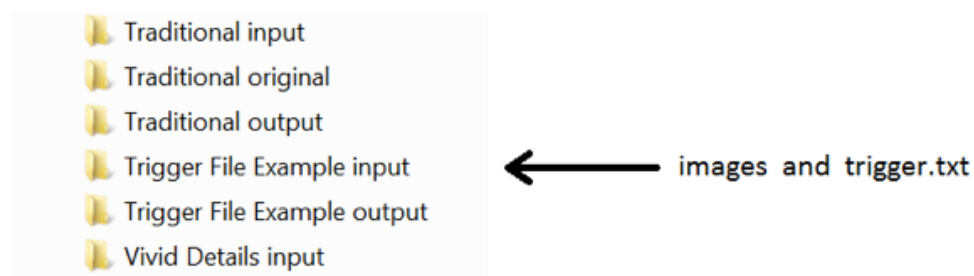 Traditional input
Traditional original
Traditional output
Trigger File Example input
images and trigger.txt
Trigger File Example output
Vivid Details input